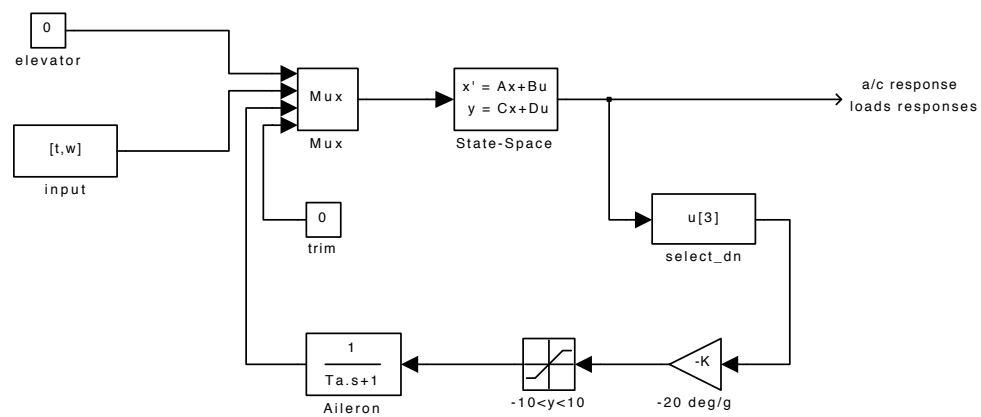 0
elevator
[t,w]
input
Mux
Mux
0
trim
x' = Ax+Bu
y = Cx+Du
State-Space
a/c response
loads responses
u[3]
select_dn
1
Ta.s+1
Aileron
-10<y<10
-K
-20 deg/g